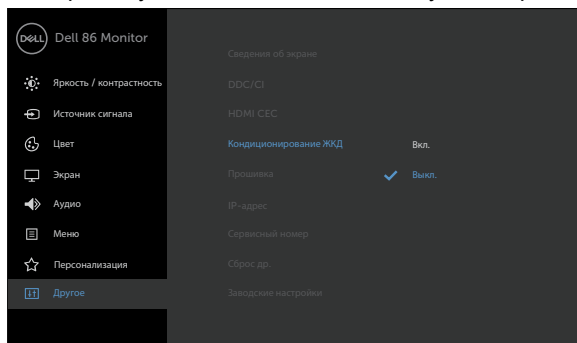 DELL Dell 86 Monitor
Яркость / контрастность
Источник сигнала
Цвет
Экран
Аудио
Меню
Персонализация
Другое
Сведения об экране
DDC/CI
HDMI CEC
Кондиционирование ЖКД Вкл.
Прошивка Выкл.
IP-адрес
Сервисный номер
Сброс др.
Заводские настройки